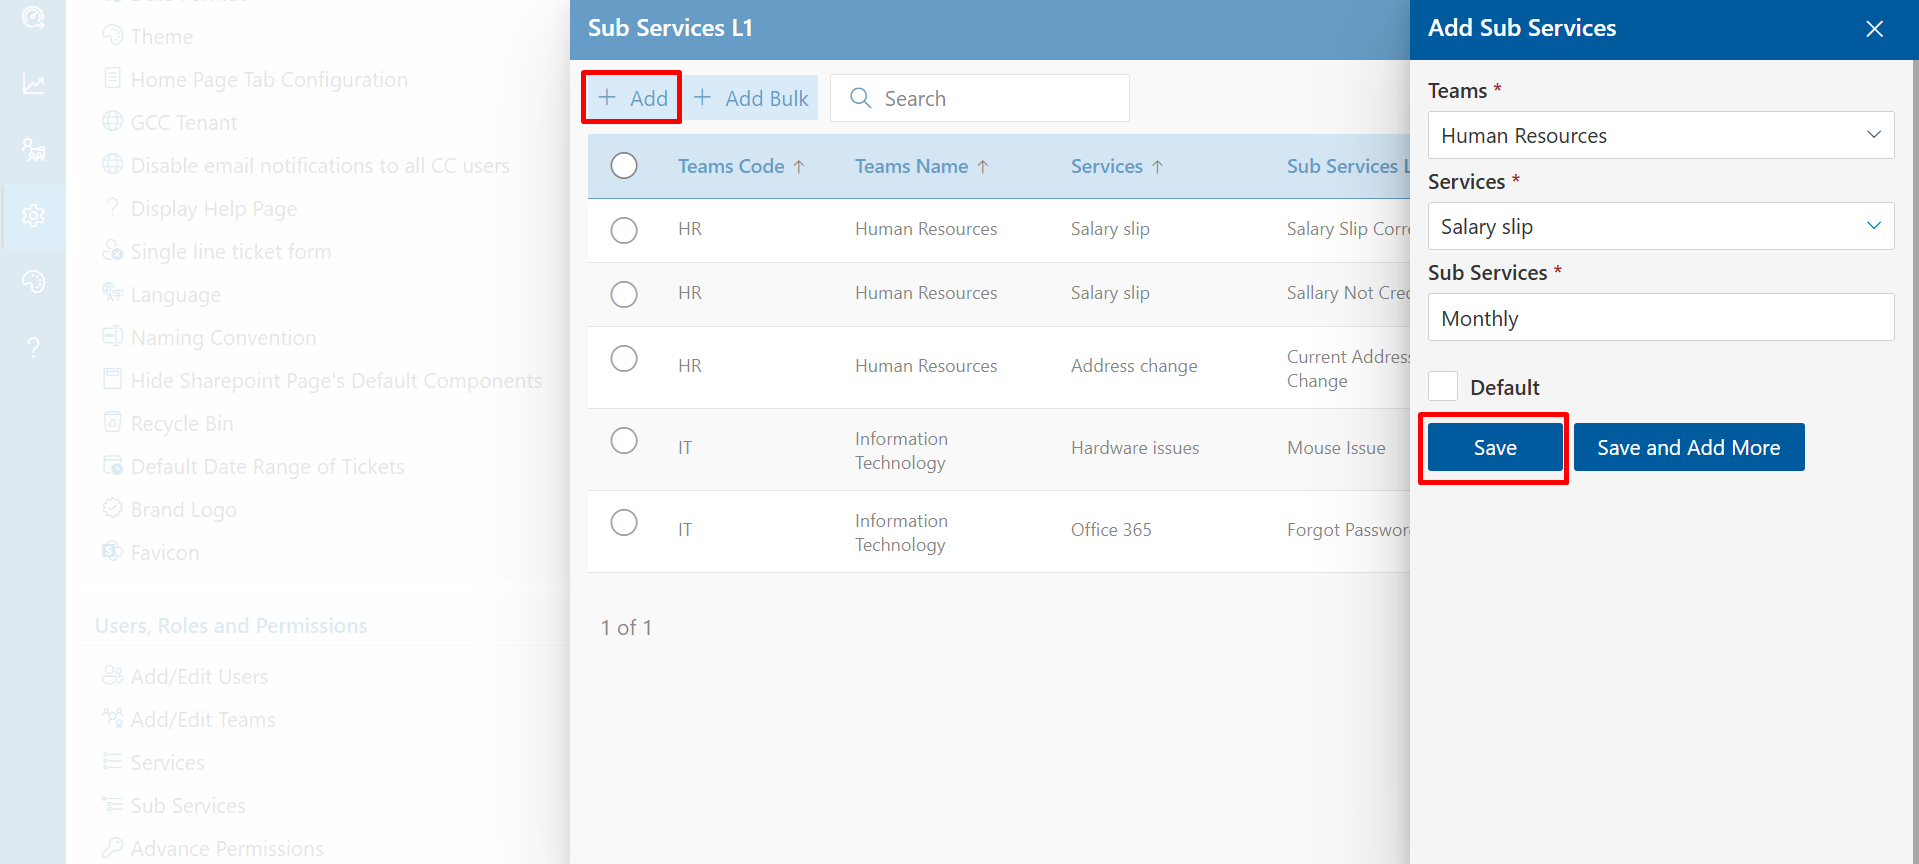 Date Format
Theme
Home Page Tab Configuration
GCC Tenant
Disable email notifications to all CC users
Display Help Page
Single line ticket form
Language
Naming Convention
Hide Sharepoint Page's Default Components
Recycle Bin
Default Date Range of Tickets
Brand Logo
Favicon
Users, Roles and Permissions
Add/Edit Users
Add/Edit Teams
Services
Sub Services
Advance Permissions
Sub Services L1
Add
Add Bulk
Search
Teams Code Teams Name Services Sub Services L
HR Human Resources Salary slip Salary Slip Corre
HR Human Resources Salary slip Sallary Not Cred
HR Human Resources Address change Current Address
Change
IT Information Technology Hardware issues Mouse Issue
IT Information Technology Office 365 Forgot Password
1 of 1
Add Sub Services
Teams *
Human Resources
Services *
Salary slip
Sub Services *
Monthly
Default
Save
Save and Add More